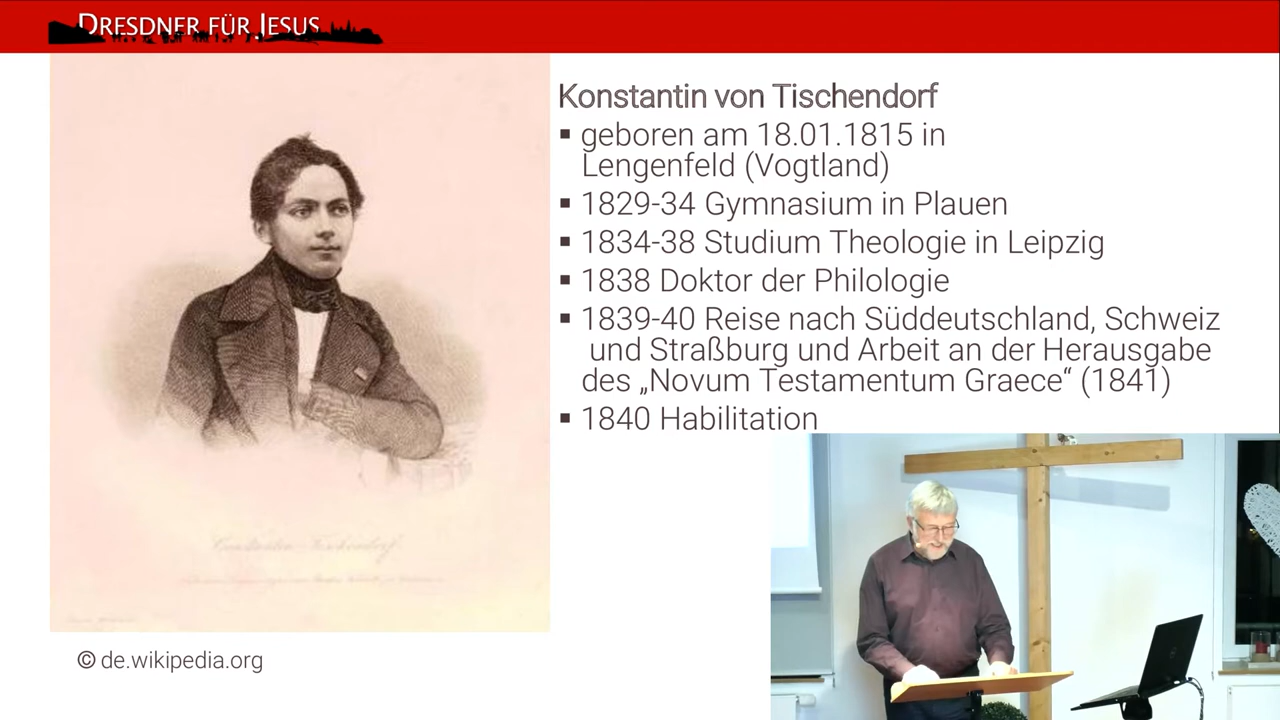 DRESDNER FÜR JESUS
Konstantin von Tischendorf
▪ geboren am 18.01.1815 in
Lengenfeld (Vogtland)
▪ 1829-34 Gymnasium in Plauen
▪ 1834-38 Studium Theologie in Leipzig
▪ 1838 Doktor der Philologie
▪ 1839-40 Reise nach Süddeutschland, Schweiz
und Straßburg und Arbeit an der Herausgabe
des „Novum Testamentum Graece“ (1841)
▪ 1840 Habilitation
© de.wikipedia.org